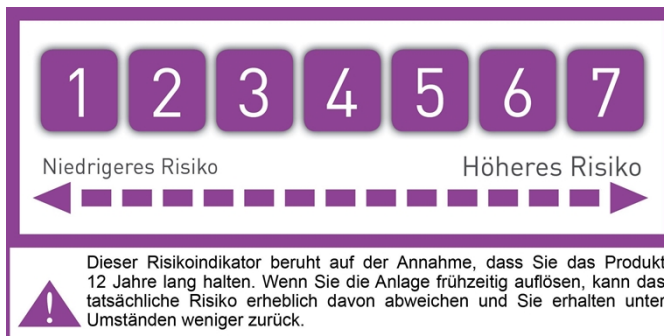 1 2 3 4 5 6 7
Niedrigeres Risiko Höheres Risiko
Dieser Risikoindikator beruht auf der Annahme, dass Sie das Produkt
12 Jahre lang halten. Wenn Sie die Anlage frühzeitig auflösen, kann das
tatsächliche Risiko erheblich davon abweichen und Sie erhalten unter
Umständen weniger zurück.